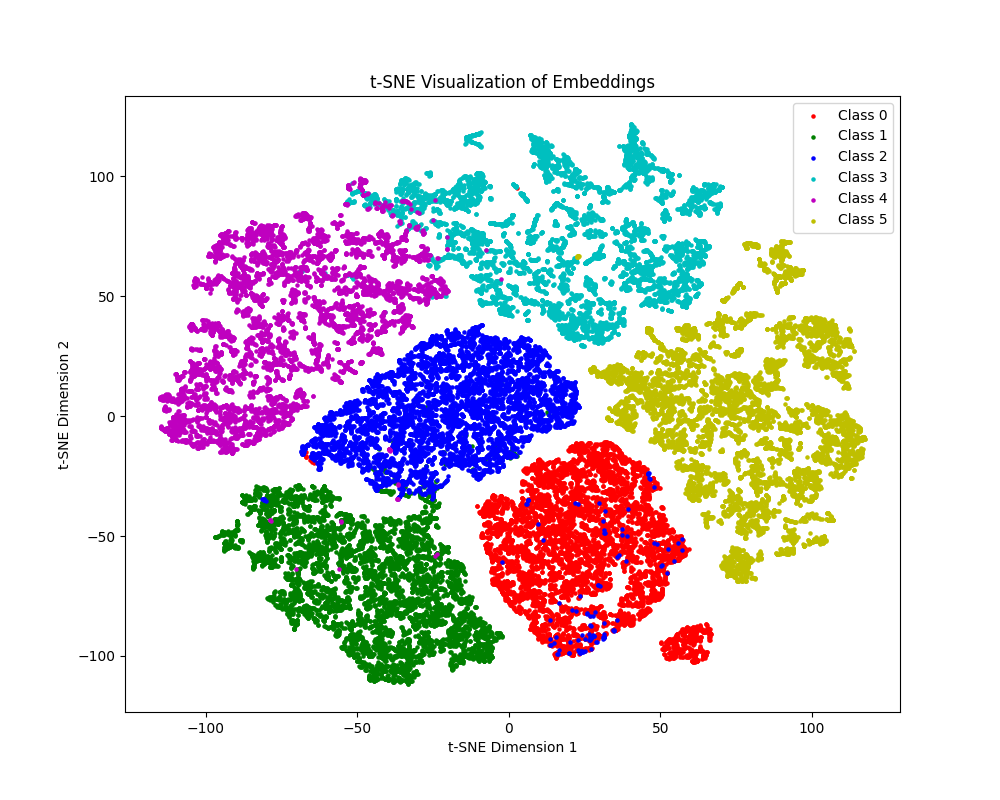 t-SNE Visualization of Embeddings
Class 0
Class 1
Class 2
Class 3
Class 4
Class 5
100
50
0
−50
−100
t-SNE Dimension 2
−100
−50
0
50
100
t-SNE Dimension 1